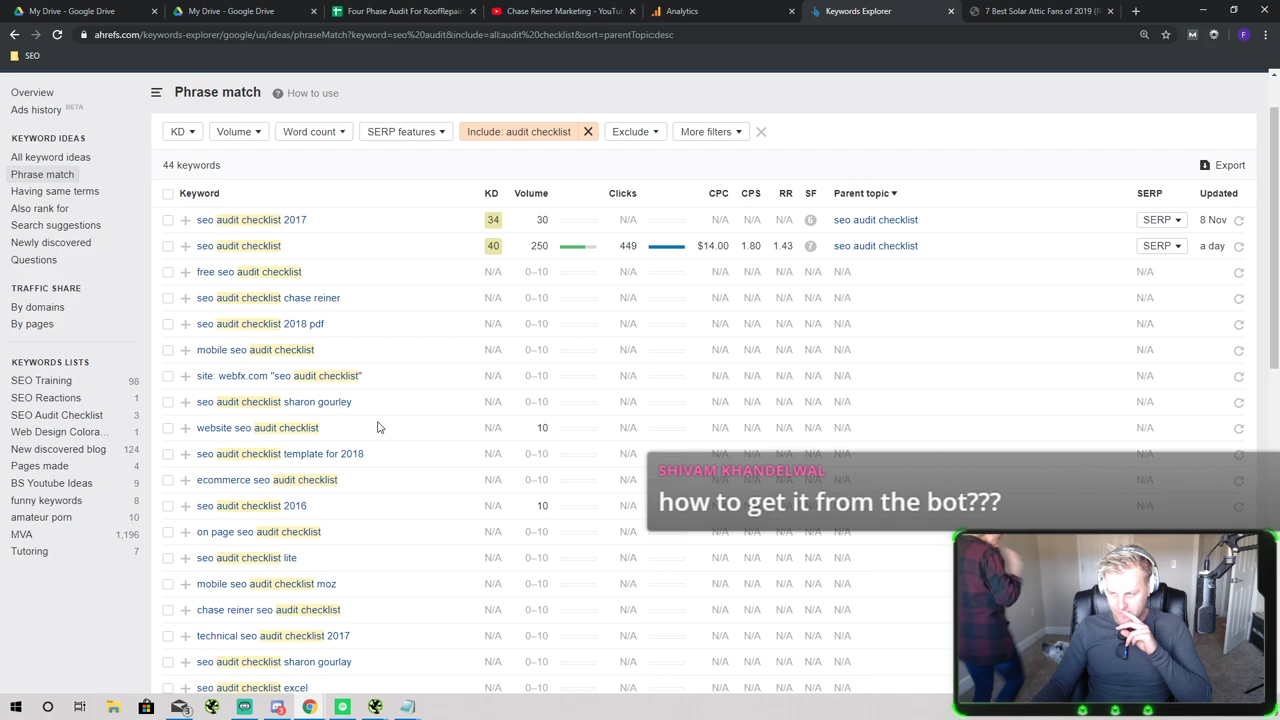 My Drive - Google Drive
My Drive - Google Drive
Four Phase Audit For RoofRepair
Chase Reiner Marketing - YouTub
Analytics
Keywords Explorer
7 Best Solar Attic Fans of 2019 (R
ahrefs.com/keywords-explorer/google/us/ideas/phraseMatch?keyword=seo%20audit&include=all:audit%20checklist&sort=parentTopicdesc
SEO
Overview
Ads history BETA
KEYWORD IDEAS
All keyword ideas
Phrase match
Having same terms
Also rank for
Search suggestions
Newly discovered
Questions
TRAFFIC SHARE
By domains
By pages
KEYWORDS LISTS
SEO Training 98
SEO Reactions 1
SEO Audit Checklist 3
Web Design Colora... 1
New discovered blog 124
Pages made 4
BS Youtube Ideas 9
funny keywords 8
amateur porn 10
MVA 1,196
Tutoring 7
Phrase match ? How to use
KD Volume Word count SERP features Include: audit checklist Exclude More filters
44 keywords Export
Keyword KD Volume Clicks CPC CPS RR SF Parent topic SERP Updated
seo audit checklist 2017 34 30 N/A N/A N/A N/A 6 seo audit checklist SERP 8 Nov
seo audit checklist 40 250 449 $14.00 1.80 1.43 7 seo audit checklist SERP a day
free seo audit checklist N/A 0–10 N/A N/A N/A N/A N/A N/A N/A
seo audit checklist chase reiner N/A 0–10 N/A N/A N/A N/A N/A N/A N/A
seo audit checklist 2018 pdf N/A 0–10 N/A N/A N/A N/A N/A N/A N/A
mobile seo audit checklist N/A 0–10 N/A N/A N/A N/A N/A N/A N/A
site: webfx.com "seo audit checklist" N/A 0–10 N/A N/A N/A N/A N/A N/A N/A
seo audit checklist sharon gourley N/A 0–10 N/A N/A N/A N/A N/A N/A N/A
website seo audit checklist N/A 10 N/A N/A N/A N/A N/A N/A N/A
seo audit checklist template for 2018 N/A 0–10 N/A
ecommerce seo audit checklist N/A 0–10 N/A
seo audit checklist 2016 N/A 10 N/A
on page seo audit checklist N/A 0–10 N/A
seo audit checklist lite N/A 0–10 N/A N/A N/A N/A N/A N/A
mobile seo audit checklist moz N/A 0–10 N/A N/A N/A N/A N/A N/A
chase reiner seo audit checklist N/A 0–10 N/A N/A N/A N/A N/A N/A
technical seo audit checklist 2017 N/A 0–10 N/A N/A N/A N/A N/A N/A
seo audit checklist sharon gourlay N/A 0–10 N/A N/A N/A N/A N/A N/A
seo audit checklist excel N/A 0–10 N/A N/A N/A N/A N/A N/A
SHIVAM KHANDELWAL
how to get it from the bot???